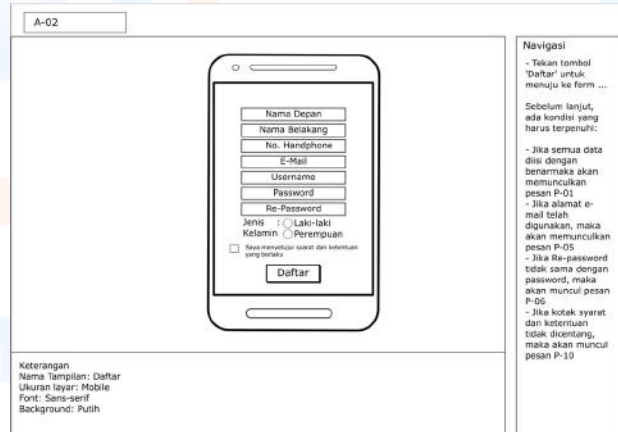 A-02
Nama Depan
Nama Belakang
No. Handphone
E-Mail
Username
Password
Re-Password
Jenis : Laki-laki
Kelamin Perempuan
Saya menyetujui syarat dan ketentuan
yang berlaku
Daftar
Navigasi
- Tekan tombol
'Daftar' untuk
menuju ke form ...
Sebelum lanjut,
ada kondisi yang
harus terpenuhi:
- Jika semua data
diisi dengan
benarmaka akan
memunculkan
pesan P-01
- Jika alamat e-
mail telah
digunakan, maka
akan memunculkan
pesan P-05
- Jika Re-password
tidak sama dengan
password, maka
akan muncul pesan
P-06
- Jika kotak syarat
dan ketentuan
tidak dicentang,
maka akan muncul
pesan P-10
Keterangan
Nama Tampilan: Daftar
Ukuran layar: Mobile
Font: Sans-serif
Background: Putih